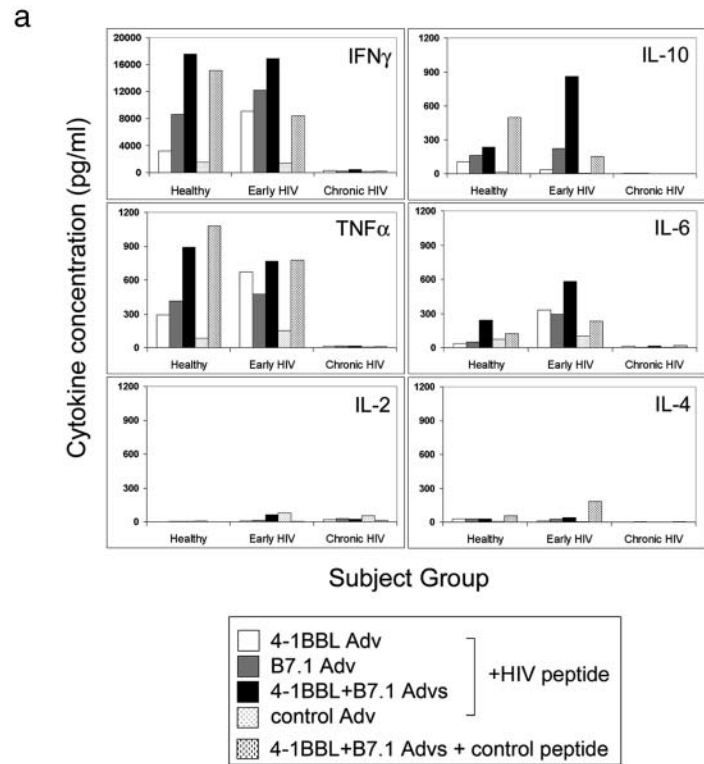 a
IFNγ
20000
16000
12000
8000
4000
0
Healthy Early HIV Chronic HIV
IL-10
1200
900
600
300
0
Healthy Early HIV Chronic HIV
TNFα
1200
900
600
300
0
Healthy Early HIV Chronic HIV
IL-6
1200
900
600
300
0
Healthy Early HIV Chronic HIV
IL-2
1200
900
600
300
0
Healthy Early HIV Chronic HIV
IL-4
1200
900
600
300
0
Healthy Early HIV Chronic HIV
Cytokine concentration (pg/ml)
Subject Group
4-1BBL Adv
B7.1 Adv
4-1BBL+B7.1 Advs
control Adv
+HIV peptide
4-1BBL+B7.1 Advs + control peptide